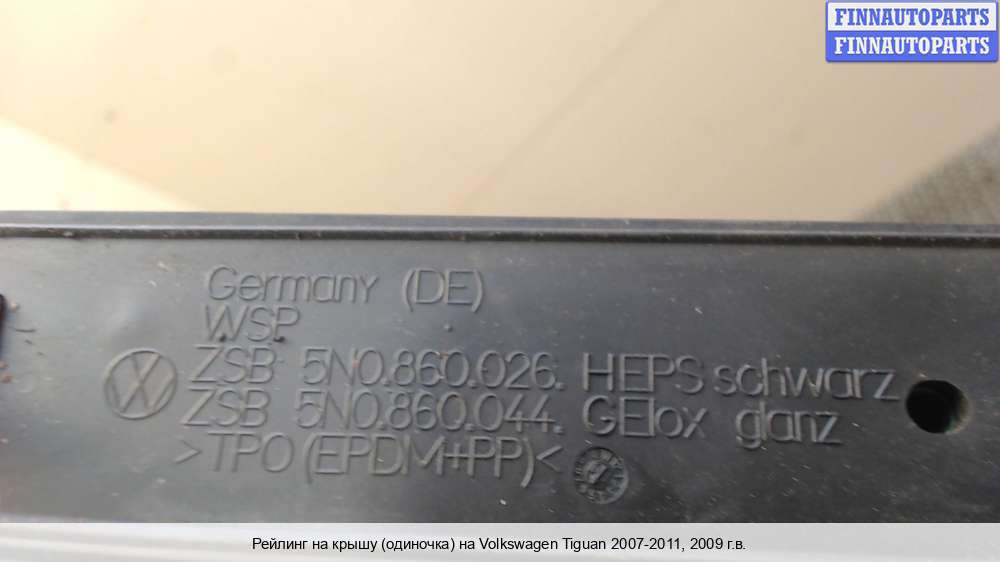 FINNAUTOPARTS
FINNAUTOPARTS
Germany (DE)
WSP
ZSB 5N0.860.026. HEPS schwarz
ZSB 5N0.860.044. GElox glanz
>TPO(EPDM+PP)<
Рейлинг на крышу (одиночка) на Volkswagen Tiguan 2007-2011, 2009 г.в.